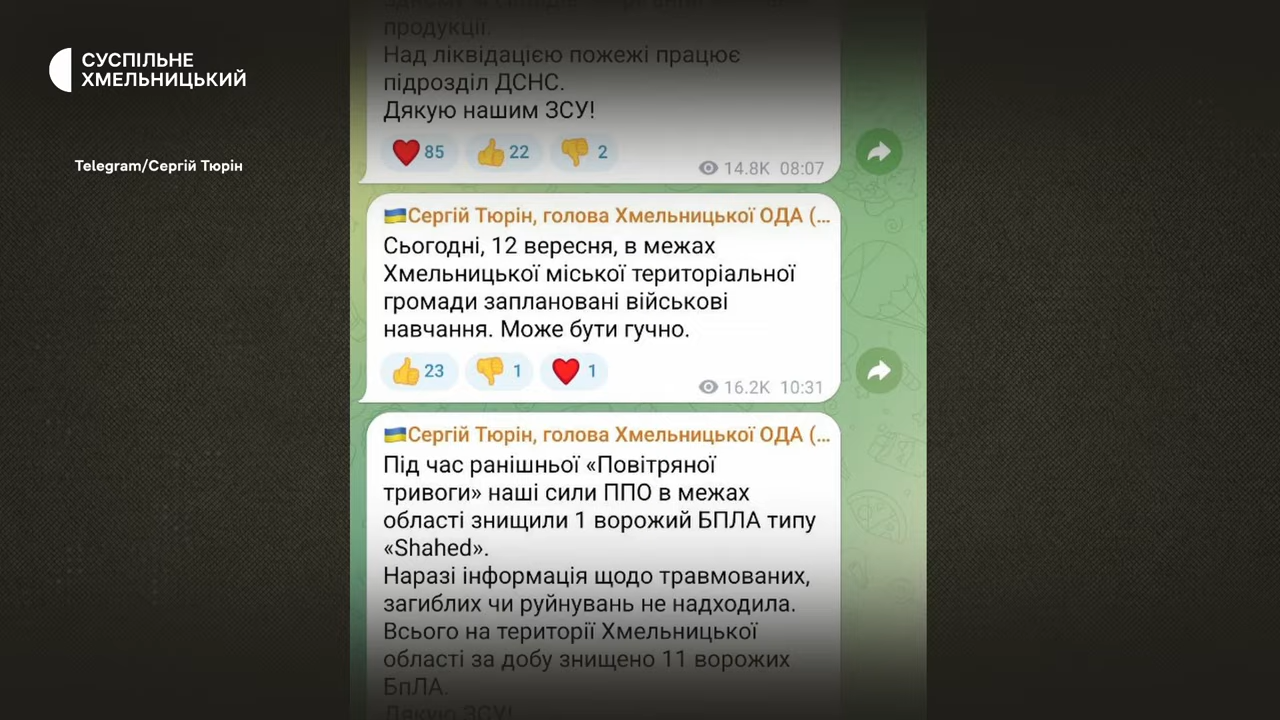 СУСПІЛЬНЕ
ХМЕЛЬНИЦЬКИЙ
Telegram/Сергій Тюрін
продукції.
Над ліквідацією пожежі працює
підрозділ ДСНС.
Дякую нашим ЗСУ!
85 22 2
14.8K 08:07
Сергій Тюрін, голова Хмельницької ОДА (...
Сьогодні, 12 вересня, в межах
Хмельницької міської територіальної
громади заплановані військові
навчання. Може бути гучно.
23 1 1
16.2K 10:31
Сергій Тюрін, голова Хмельницької ОДА (...
Під час ранішньої «Повітряної
тривоги» наші сили ППО в межах
області знищили 1 ворожий БПЛА типу
«Shahed».
Наразі інформація щодо травмованих,
загиблих чи руйнувань не надходила.
Всього на території Хмельницької
області за добу знищено 11 ворожих
БпЛА.
Дякую ЗСУ!